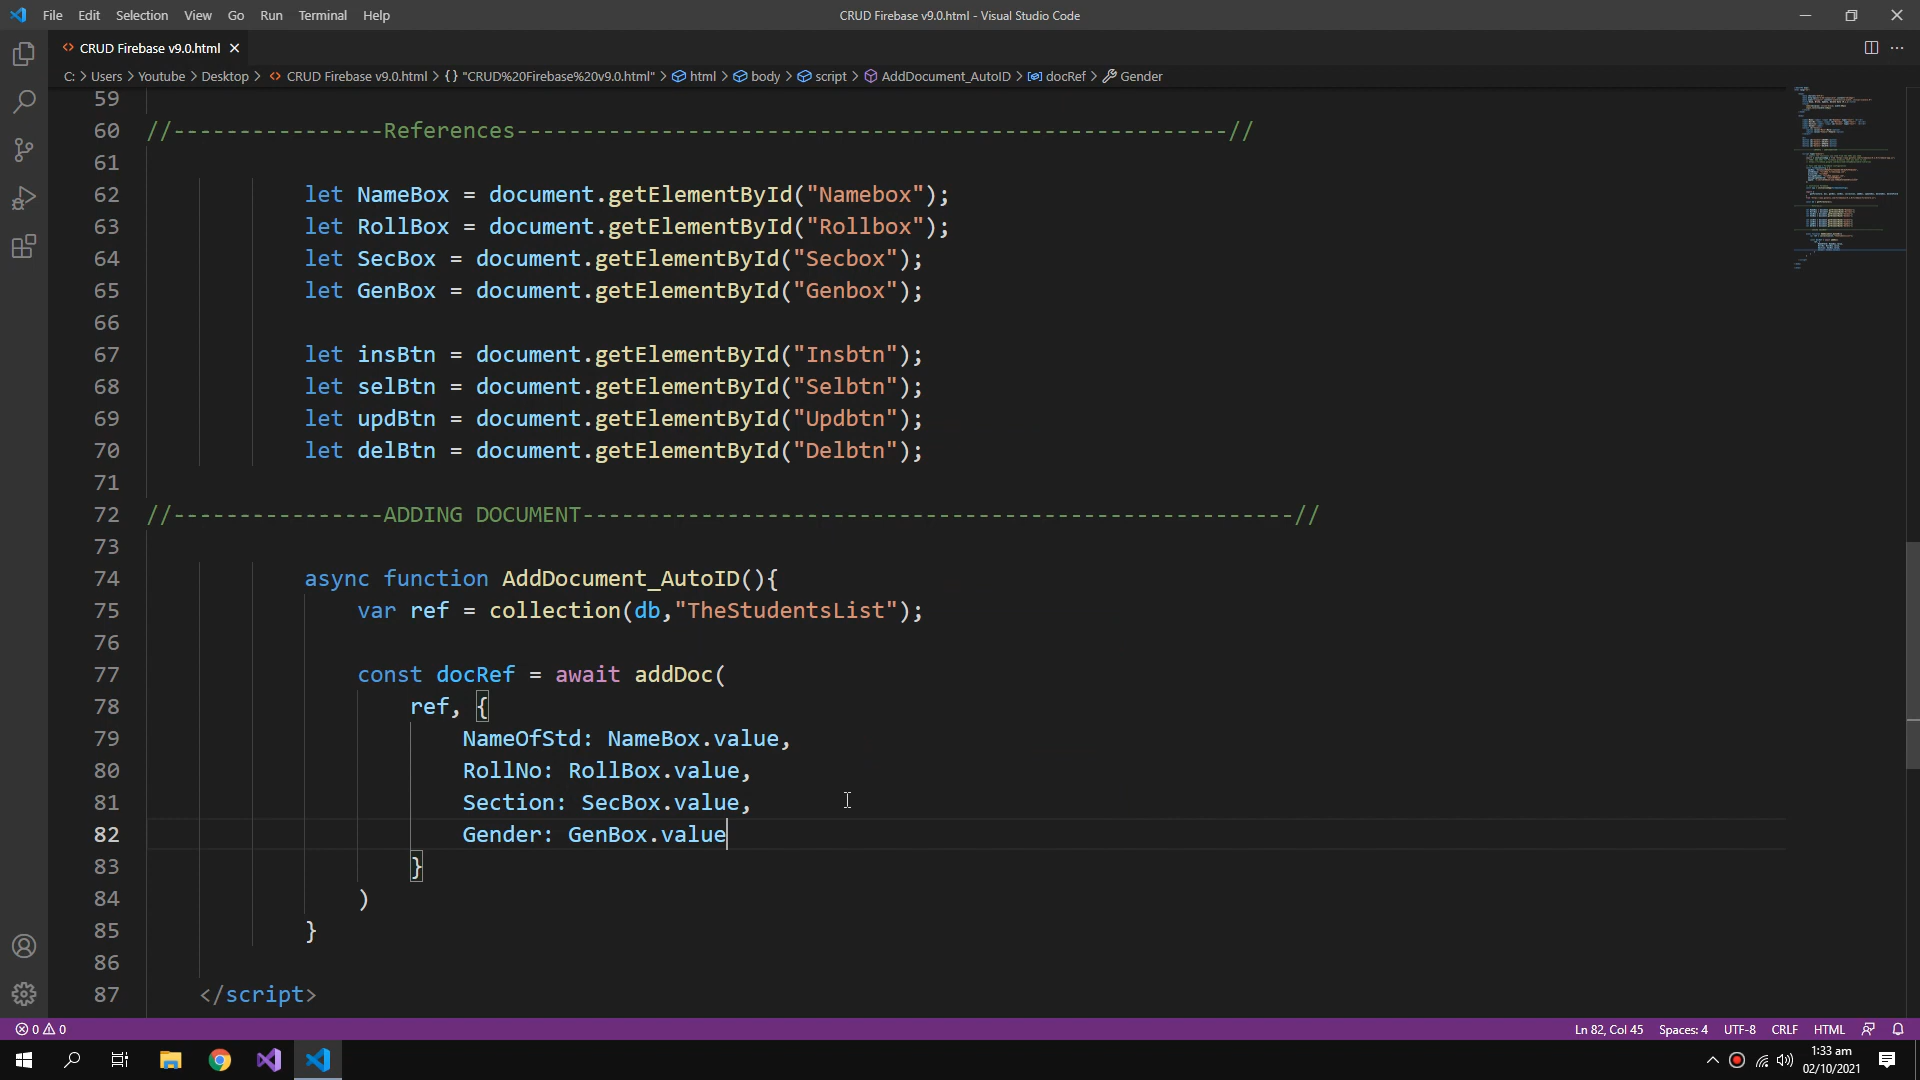 File Edit Selection View Go Run Terminal Help
CRUD Firebase v9.0.html - Visual Studio Code
CRUD Firebase v9.0.html
C: > Users > Youtube > Desktop > CRUD Firebase v9.0.html > {} "CRUD%20Firebase%20v9.0.html" > html > body > script > AddDocument_AutoID > docRef > Gender
59
60 //----------------References------------------------------------------------------//
61
62 let NameBox = document.getElementById("Namebox");
63 let RollBox = document.getElementById("Rollbox");
64 let SecBox = document.getElementById("Secbox");
65 let GenBox = document.getElementById("Genbox");
66
67 let insBtn = document.getElementById("Insbtn");
68 let selBtn = document.getElementById("Selbtn");
69 let updBtn = document.getElementById("Updbtn");
70 let delBtn = document.getElementById("Delbtn");
71
72 //----------------ADDING DOCUMENT------------------------------------------------------//
73
74 async function AddDocument_AutoID(){
75 var ref = collection(db,"TheStudentsList");
76
77 const docRef = await addDoc(
78 ref, {
79 NameOfStd: NameBox.value,
80 RollNo: RollBox.value,
81 Section: SecBox.value,
82 Gender: GenBox.value
83 }
84 )
85 }
86
87 </script>
0 0
Ln 82, Col 45 Spaces: 4 UTF-8 CRLF HTML
1:33 am
02/10/2021